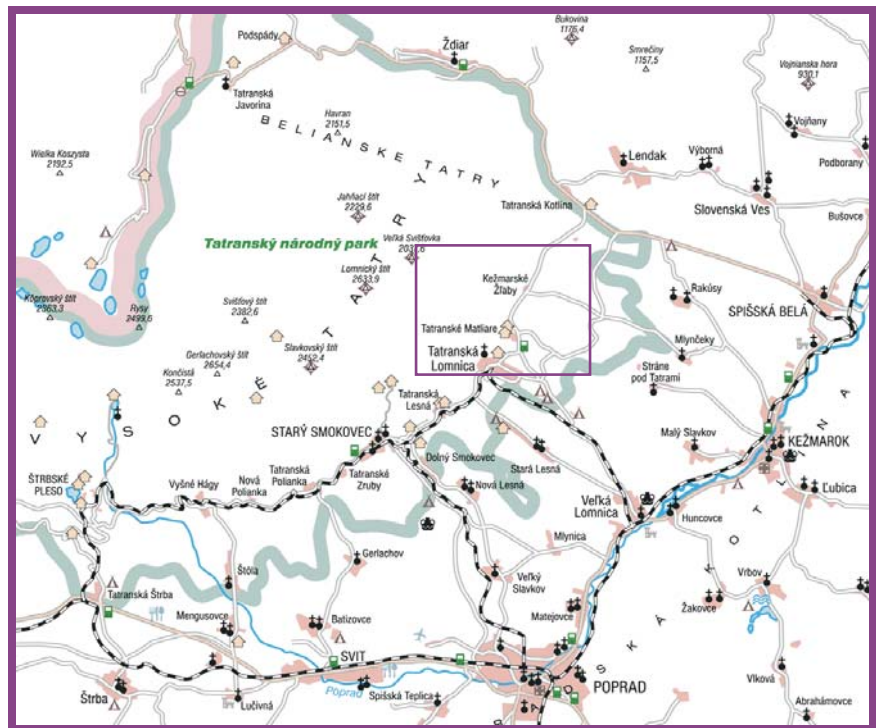 Bukovina
1176,4
Podspády
Ždiar
Smrečiny
1157,5
Vojnianska hora
930,1
Tatranská
Javorina
Havran
2151,5
Vojňany
BELIANSKE TATRY
Wielka Koszysta
2192,5
Lendak
Výborná
Podborany
Jahňací štít
2229,6
Tatranská Kotlina
Slovenská Ves
Bušovce
Tatranský národný park
Veľká Svišťovka
Lomnický štít
2633,9
Kežmarské
Žľaby
Rakúsy
SPIŠSKÁ BELÁ
Kôprovský štít
2363,3
Rysy
2499,6
Svišťový štít
2382,6
Tatranské Matliare
Tatranská
Lomnica
Mlynčeky
Slavkovský štít
2452,4
Gerlachovský štít
2654,4
Končistá
2537,5
Stráne
pod Tatrami
VYSOKÉ TATRY
Tatranská
Lesná
STARÝ SMOKOVEC
Malý Slavkov
KEŽMAROK
Dolný Smokovec
Stará Lesná
Tatranská
Polianka
Tatranské
Zruby
Nová
Polianka
Vyšné Hágy
ŠTRBSKÉ
PLESO
Nová Lesná
Veľká
Lomnica
Ľubica
Huncovce
Mlynica
Gerlachov
Štôla
Veľký
Slavkov
Vrbov
Tatranská Štrba
Mengusovce
Batizovce
Matejovce
Žakovce
SVIT
POPRAD
Štrba
Lučivná
Poprad
Spišská Teplica
Vlková
Abrahámovce
POPRADSKÁ KOTLINA